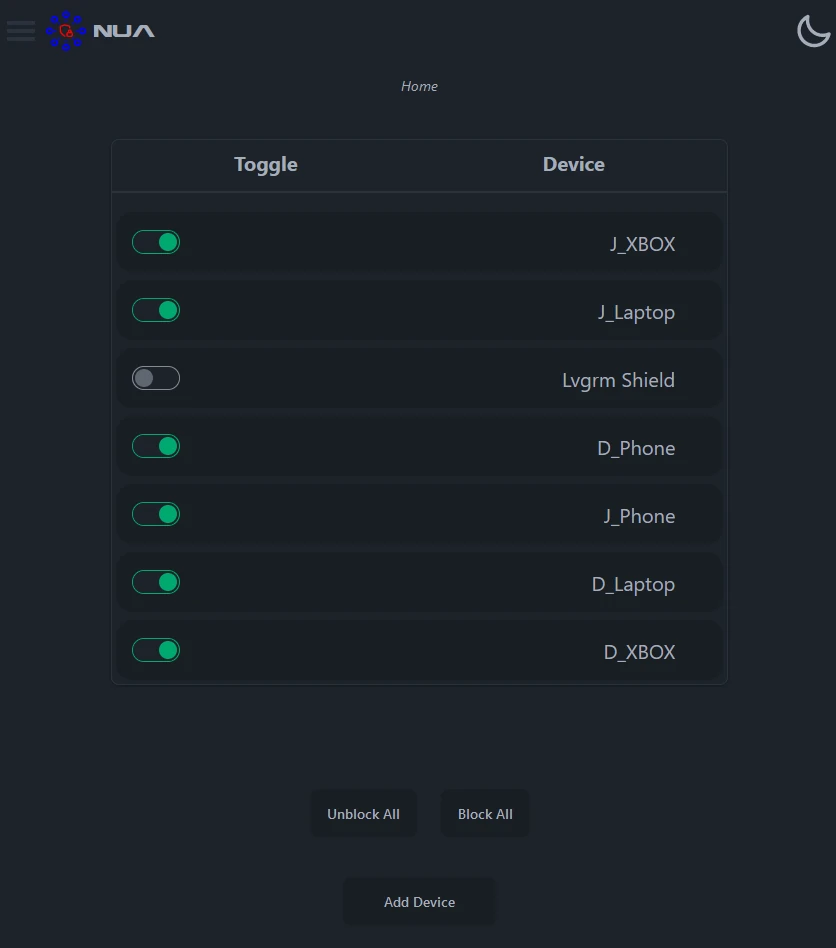 NUA
Home
Toggle Device
J_XBOX
J_Laptop
Lvgrm Shield
D_Phone
J_Phone
D_Laptop
D_XBOX
Unblock All Block All
Add Device